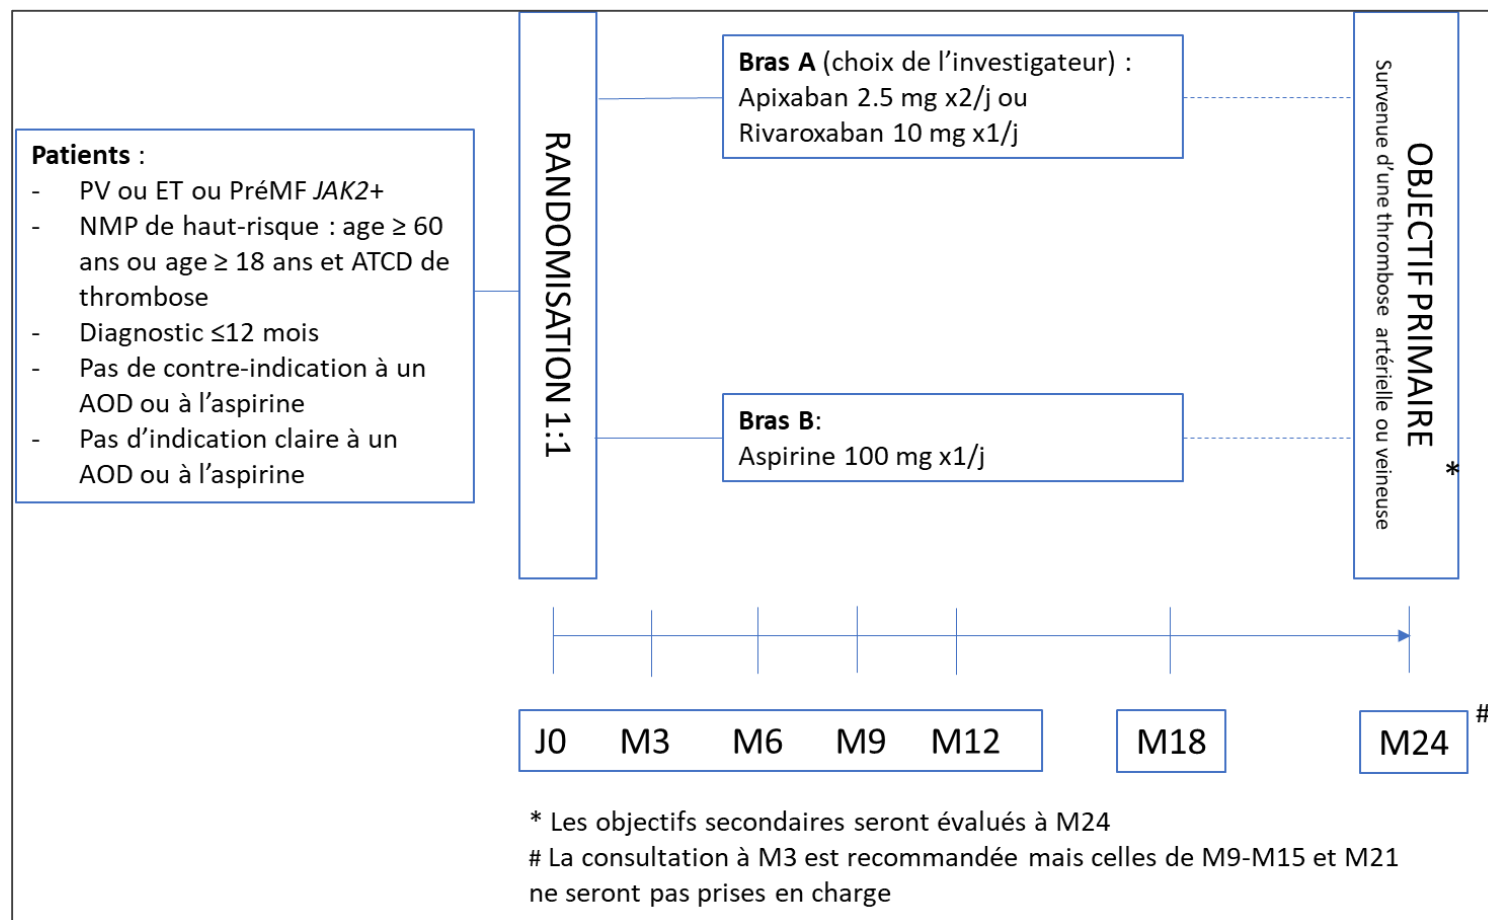 Patients :
- PV ou ET ou PréMF JAK2+
- NMP de haut-risque : age ≥ 60
ans ou age ≥ 18 ans et ATCD de
thrombose
- Diagnostic ≤12 mois
- Pas de contre-indication à un
AOD ou à l’aspirine
- Pas d’indication claire à un
AOD ou à l’aspirine
RANDOMISATION 1:1
Bras A (choix de l’investigateur) :
Apixaban 2.5 mg x2/j ou
Rivaroxaban 10 mg x1/j
Bras B:
Aspirine 100 mg x1/j
OBJECTIF PRIMAIRE *
Survenue d’une thrombose artérielle ou veineuse
J0 M3 M6 M9 M12 M18 M24 #
* Les objectifs secondaires seront évalués à M24
# La consultation à M3 est recommandée mais celles de M9-M15 et M21
ne seront pas prises en charge